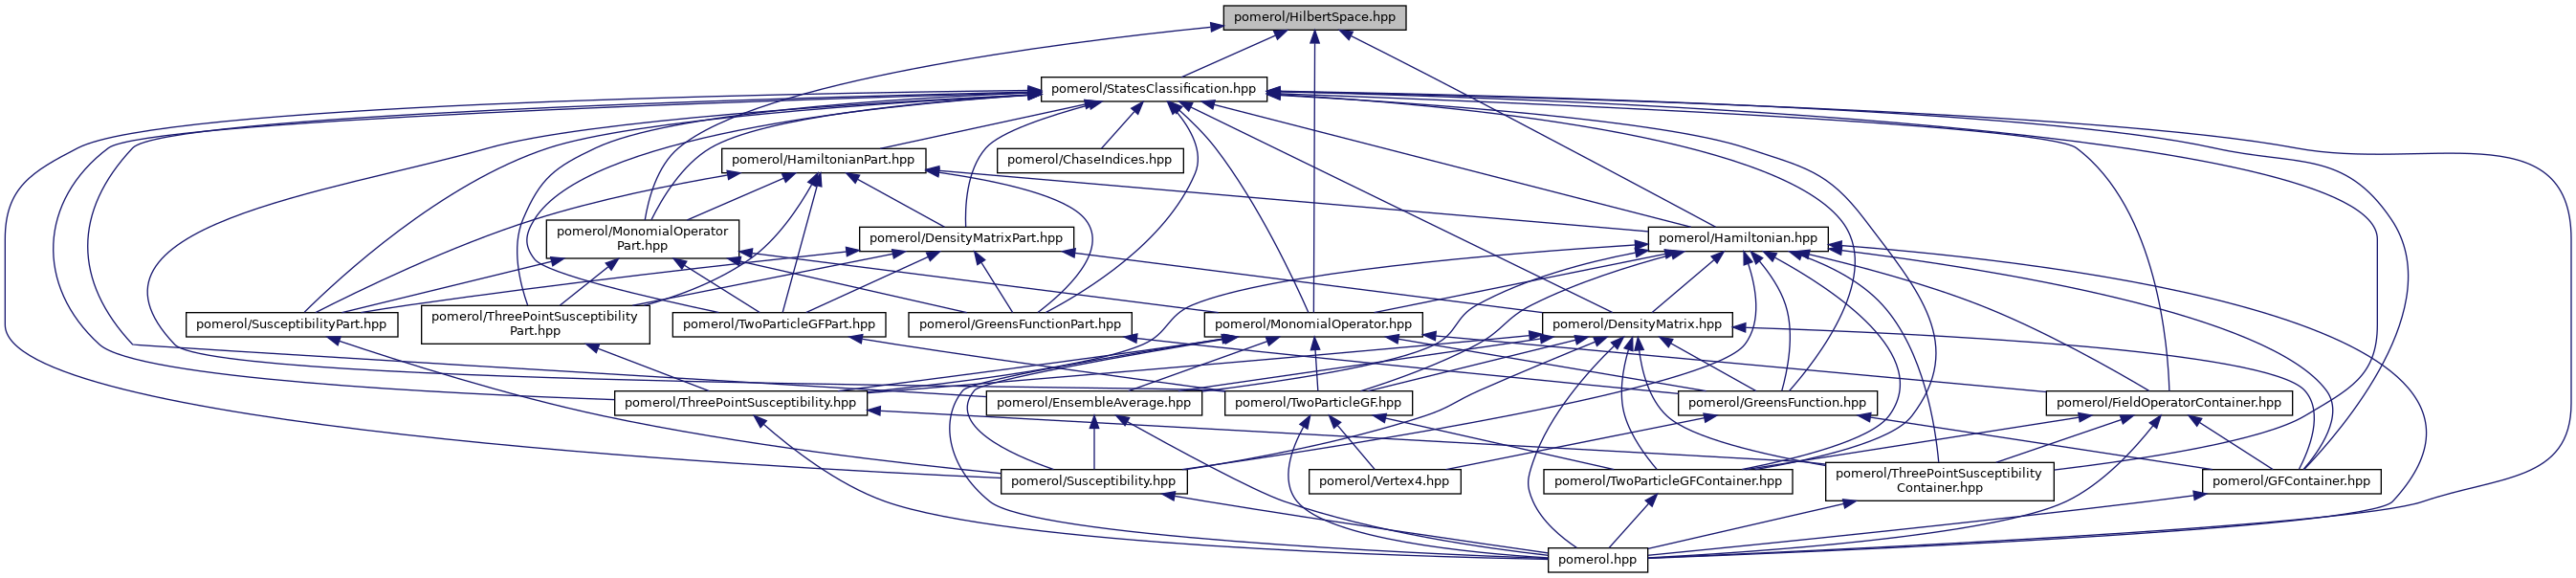 pomerol/HilbertSpace.hpp
pomerol/StatesClassification.hpp
pomerol/HamiltonianPart.hpp
pomerol/ChaseIndices.hpp
pomerol/MonomialOperator
Part.hpp
pomerol/DensityMatrixPart.hpp
pomerol/Hamiltonian.hpp
pomerol/SusceptibilityPart.hpp
pomerol/ThreePointSusceptibility
Part.hpp
pomerol/TwoParticleGFPart.hpp
pomerol/GreensFunctionPart.hpp
pomerol/MonomialOperator.hpp
pomerol/DensityMatrix.hpp
pomerol/ThreePointSusceptibility.hpp
pomerol/EnsembleAverage.hpp
pomerol/TwoParticleGF.hpp
pomerol/GreensFunction.hpp
pomerol/FieldOperatorContainer.hpp
pomerol/Susceptibility.hpp
pomerol/Vertex4.hpp
pomerol/TwoParticleGFContainer.hpp
pomerol/ThreePointSusceptibility
Container.hpp
pomerol/GFContainer.hpp
pomerol.hpp